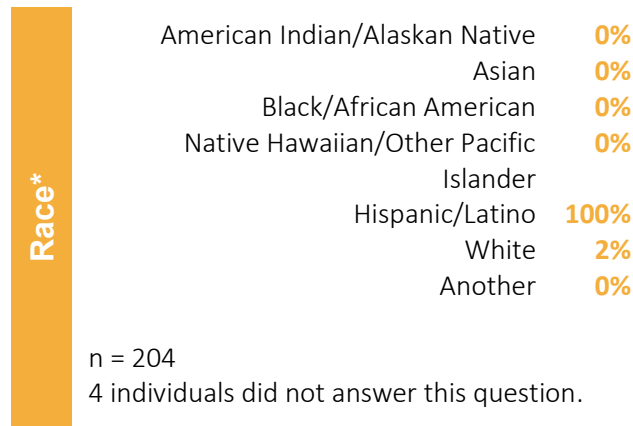 Race*
American Indian/Alaskan Native 0%
Asian 0%
Black/African American 0%
Native Hawaiian/Other Pacific 0%
Islander
Hispanic/Latino 100%
White 2%
Another 0%
n = 204
4 individuals did not answer this question.